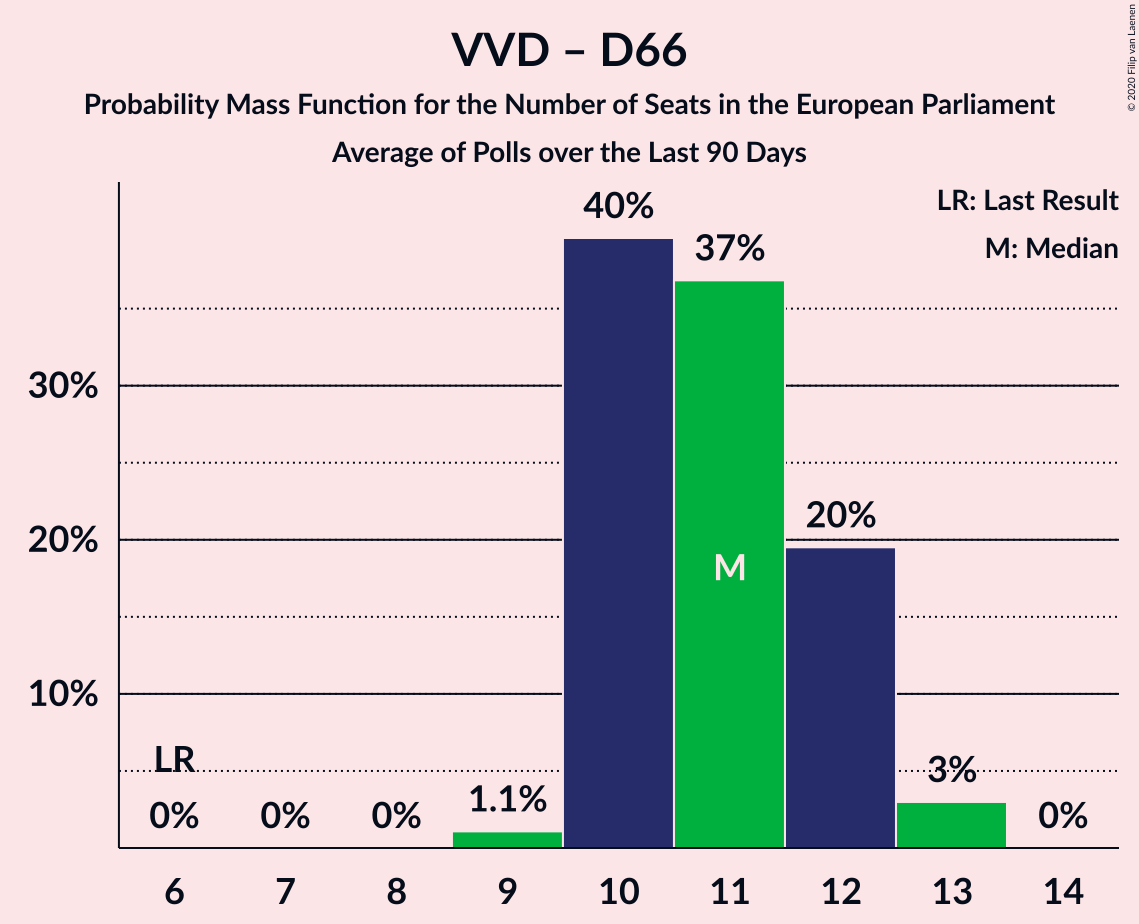 VVD – D66
Probability Mass Function for the Number of Seats in the European Parliament
Average of Polls over the Last 90 Days
© 2020 Filip van Laenen
LR: Last Result
M: Median
40%
37%
30%
20%
20%
M
10%
LR
3%
1.1%
0%
0%
0%
0%
6
7
8
9
10
11
12
13
14